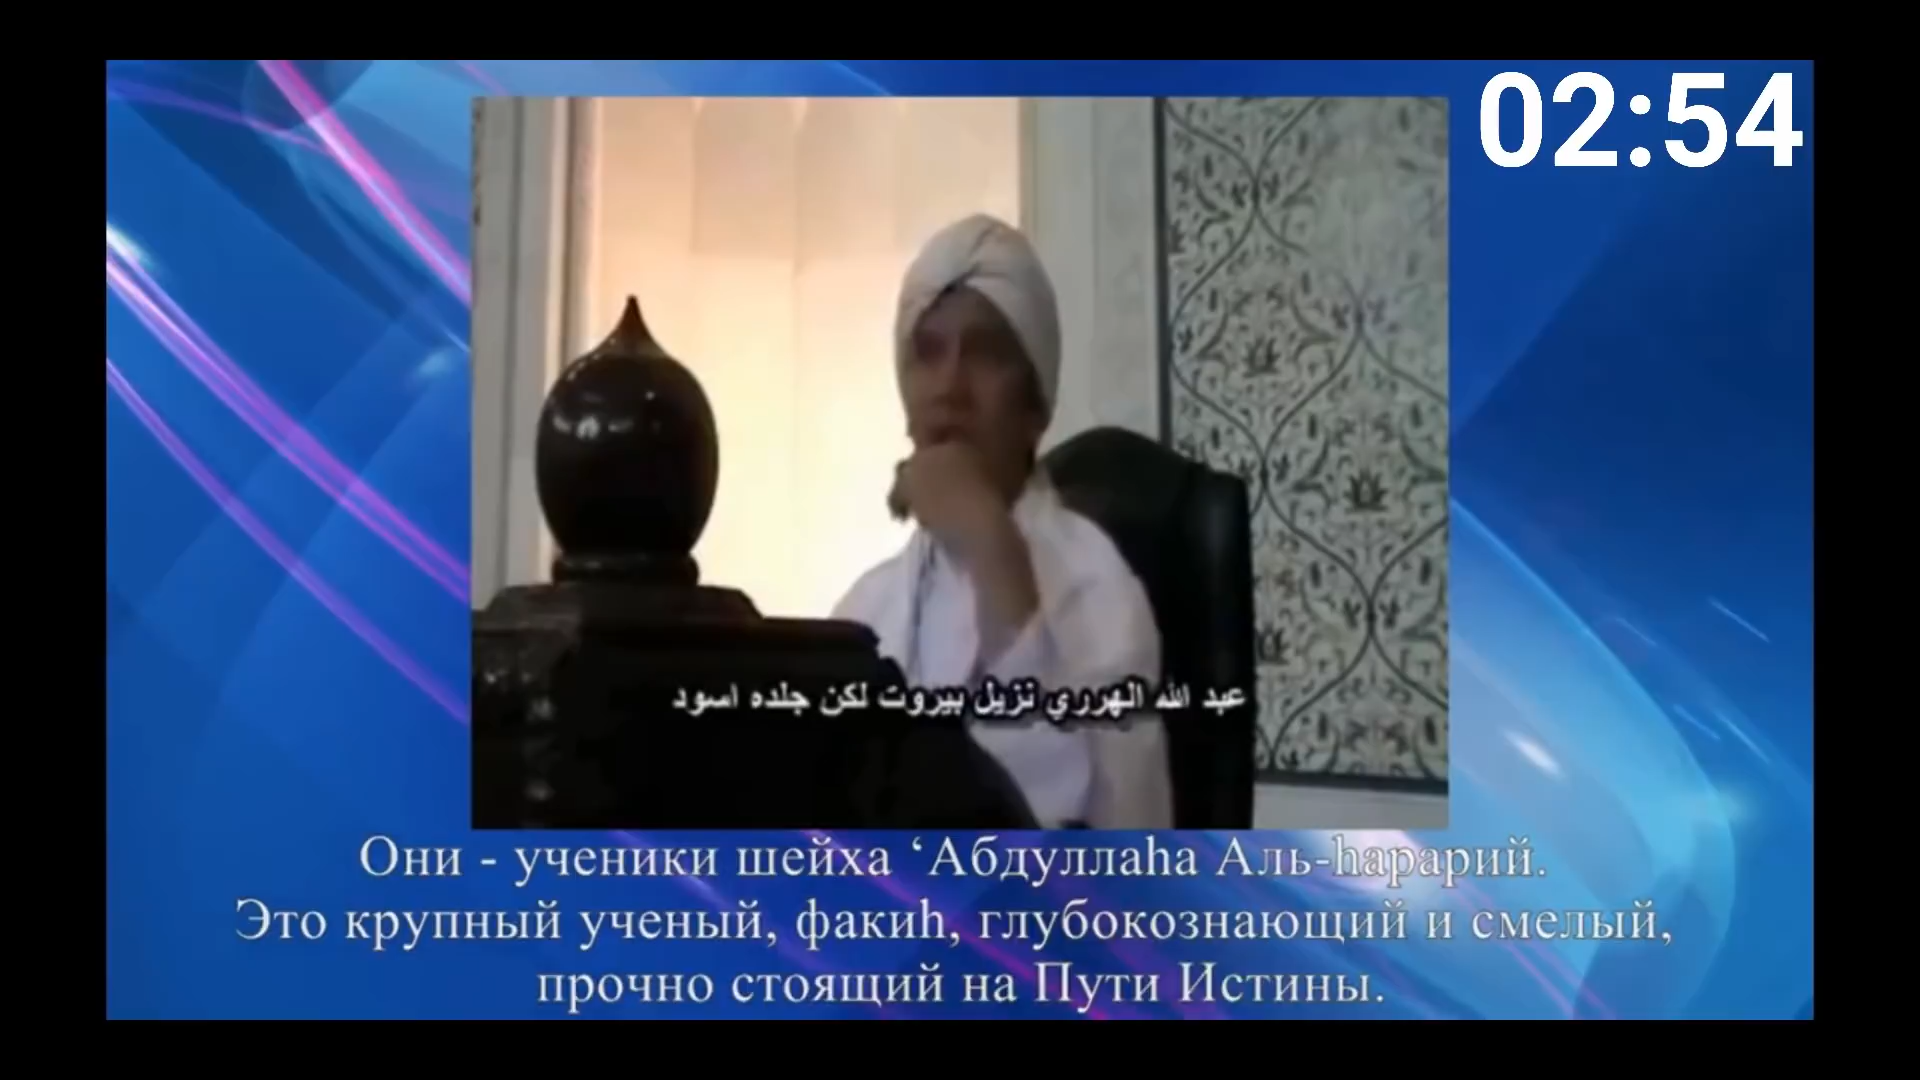 02:54
عبد الله الهرري نزيل بيروت لكن جلده اسود
Они - ученики шейха ‘Абдуллаhа Аль-hарарий.
Это крупный ученый, факиh, глубокознающий и смелый,
прочно стоящий на Пути Истины.